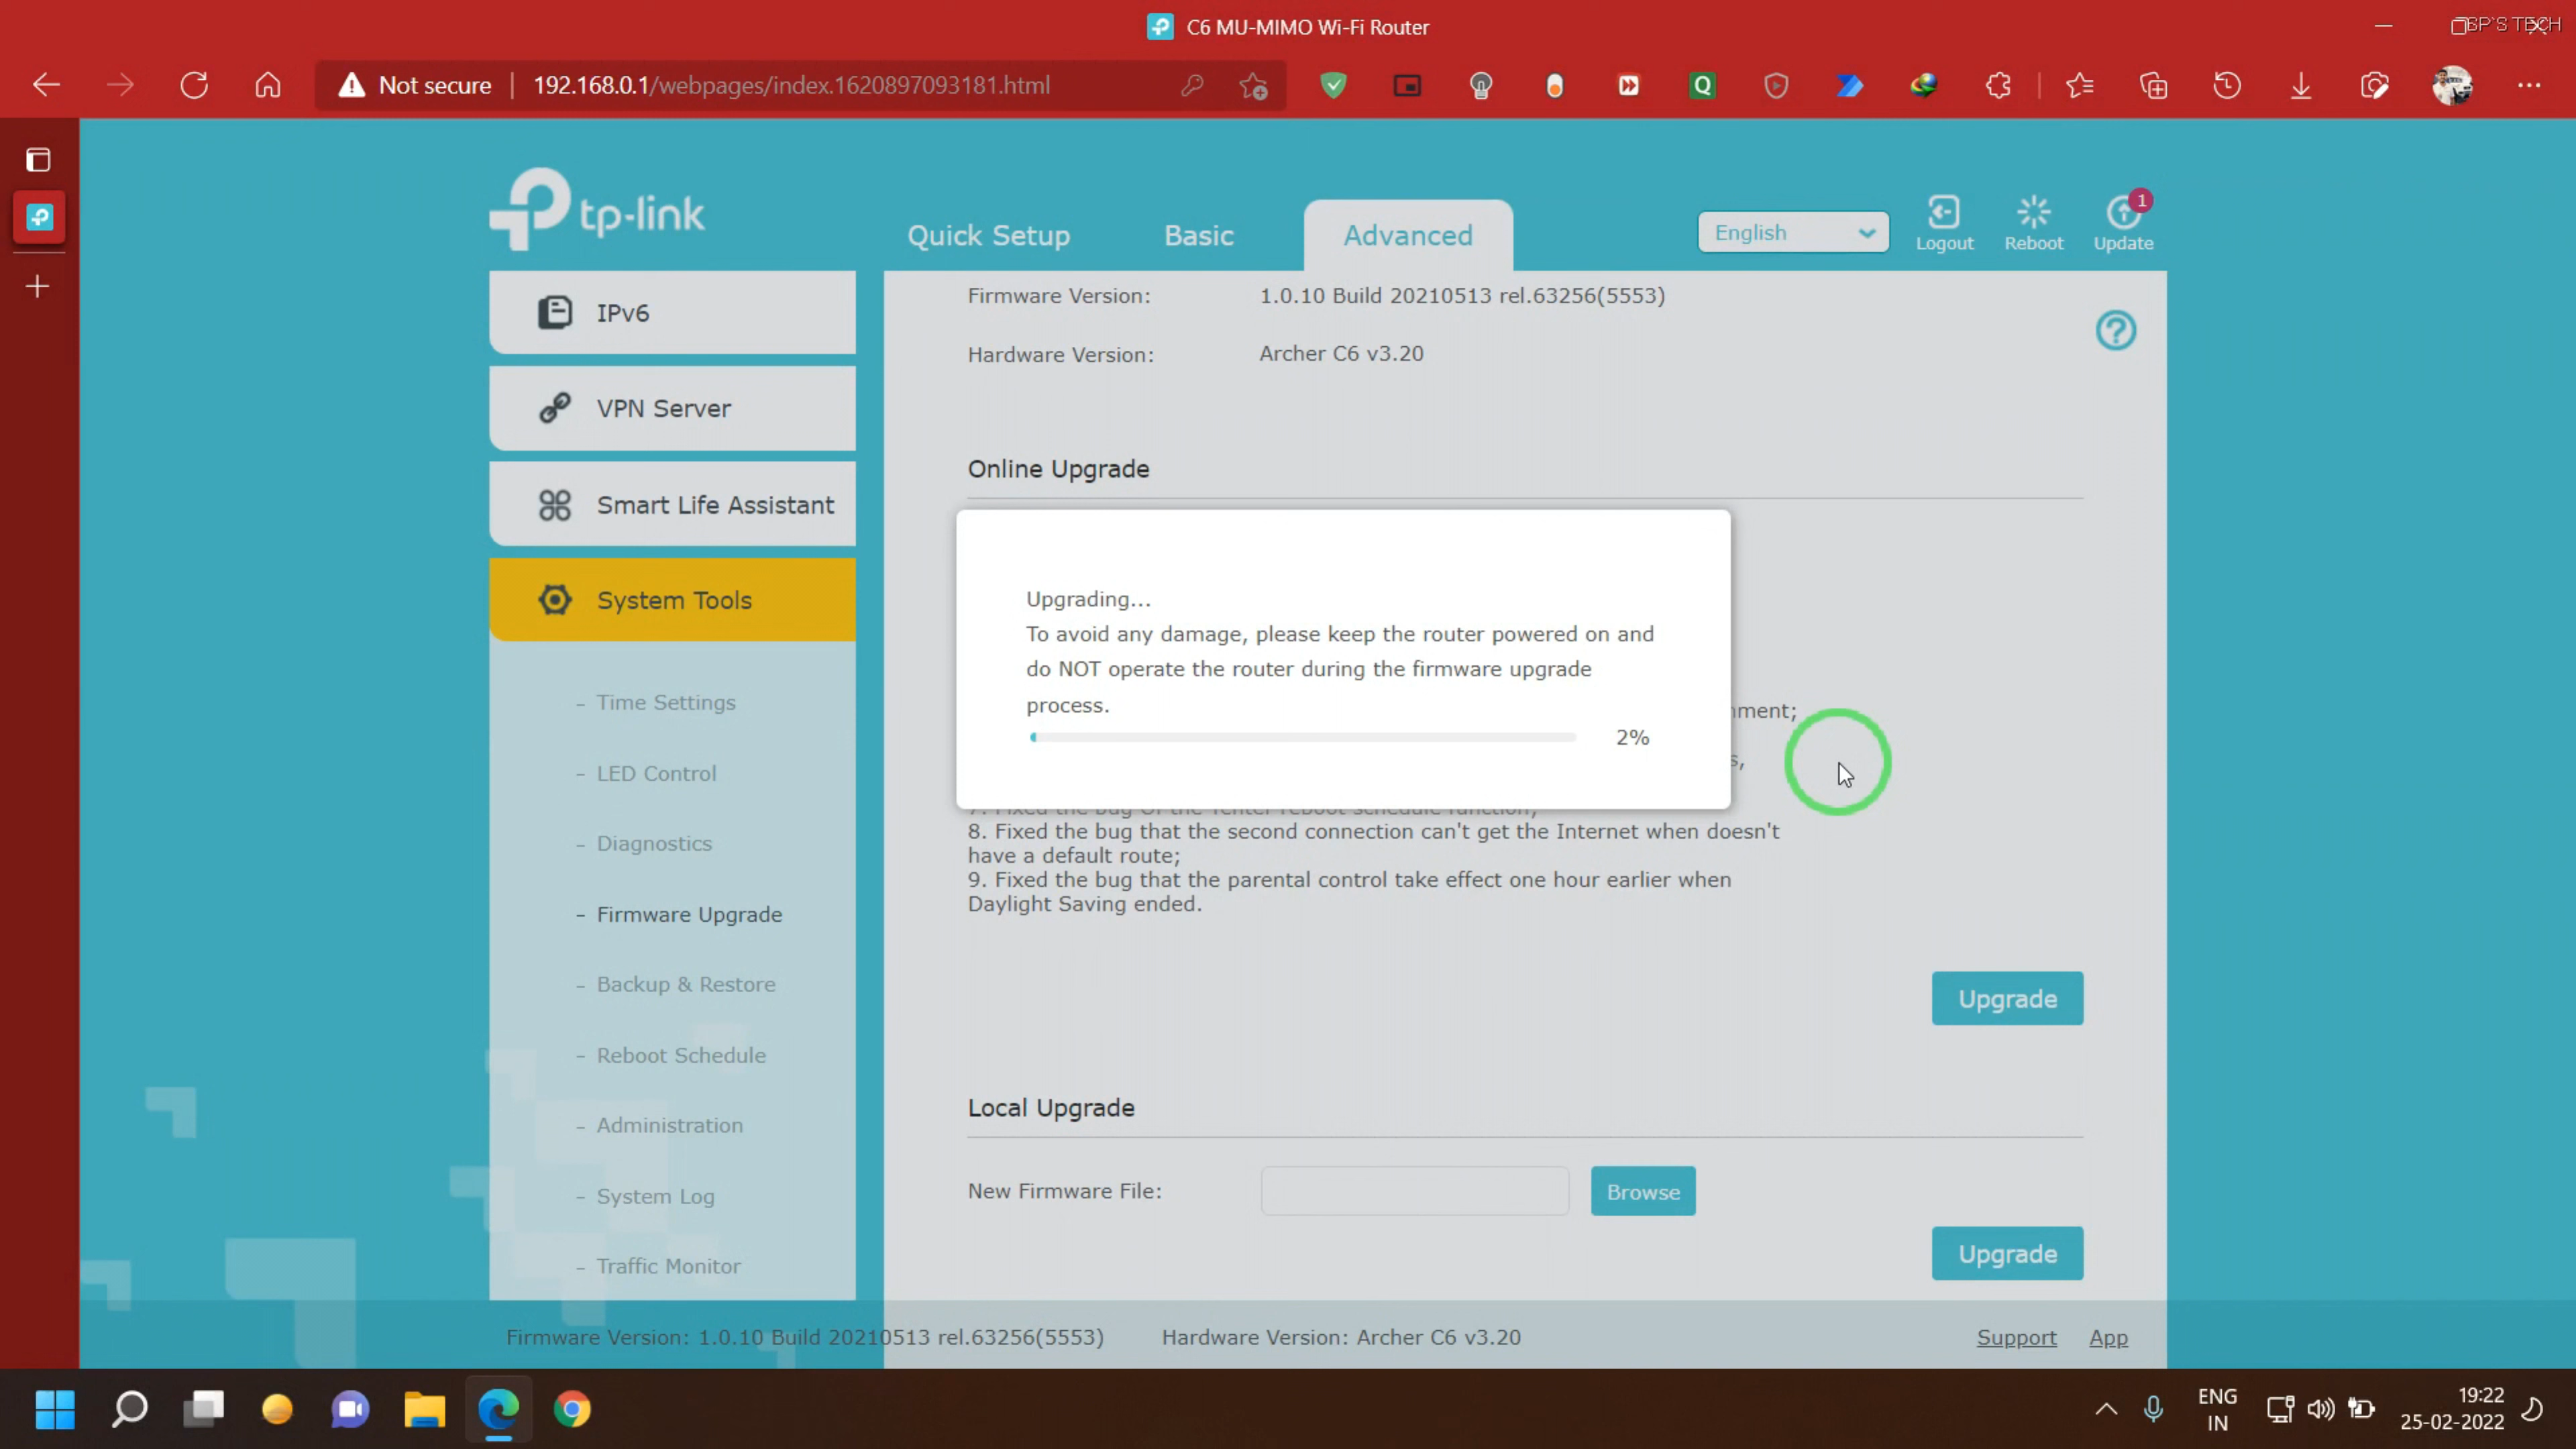 C6 MU-MIMO Wi-Fi Router
SP'S TECH
Not secure
192.168.0.1/webpages/index.1620897093181.html
tp-link
Quick Setup
Basic
Advanced
English
Logout
Reboot
Update
1
IPv6
VPN Server
Smart Life Assistant
System Tools
- Time Settings
- LED Control
- Diagnostics
- Firmware Upgrade
- Backup & Restore
- Reboot Schedule
- Administration
- System Log
- Traffic Monitor
Firmware Version: 1.0.10 Build 20210513 rel.63256(5553)
Hardware Version: Archer C6 v3.20
Online Upgrade
Upgrading...
To avoid any damage, please keep the router powered on and
do NOT operate the router during the firmware upgrade
process.
2%
8. Fixed the bug that the second connection can't get the Internet when doesn't
have a default route;
9. Fixed the bug that the parental control take effect one hour earlier when
Daylight Saving ended.
Upgrade
Local Upgrade
New Firmware File:
Browse
Upgrade
Firmware Version: 1.0.10 Build 20210513 rel.63256(5553)
Hardware Version: Archer C6 v3.20
Support
App
ENG
IN
19:22
25-02-2022